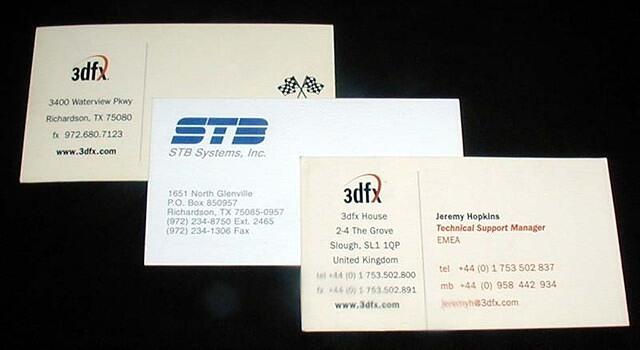 3dfx
3400 Waterview Pkwy
Richardson, TX 75080
fx 972.680.7123
www.3dfx.com
STB
STB Systems, Inc.
1651 North Glenville
P.O. Box 850957
Richardson, TX 75085-0957
(972) 234-8750 Ext. 2465
(972) 234-1306 Fax
3dfx
3dfx House
2-4 The Grove
Slough, SL1 1QP
United Kingdom
tel +44 (0) 1 753.502.800
fx +44 (0) 1 753.502.891
www.3dfx.com
Jeremy Hopkins
Technical Support Manager
EMEA
tel +44 (0) 1 753 502 837
mb +44 (0) 958 442 934
jeremyh@3dfx.com